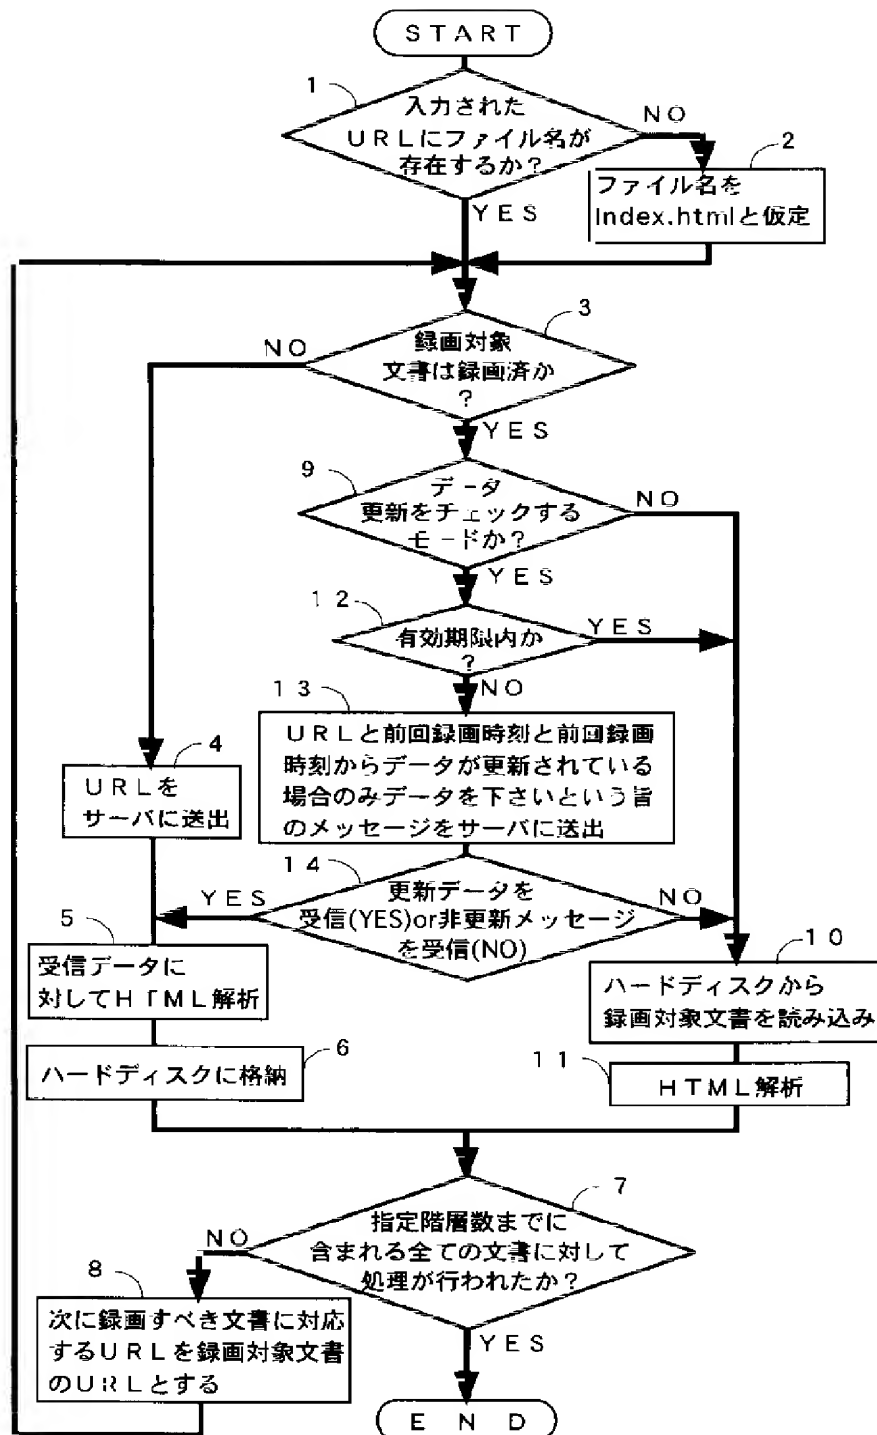 START
1
入力された
URLにファイル名が
存在するか?
NO
2
ファイル名を
Index.htmlと仮定
YES
3
録画対象
文書は録画済か
?
NO
YES
9
データ
更新をチェックする
モードか?
NO
YES
12
有効期限内か
?
YES
NO
13
URLと前回録画時刻と前回録画
時刻からデータが更新されている
場合のみデータを下さいという旨
のメッセージをサーバに送出
4
URLを
サーバに送出
14
更新データを
受信(YES)or非更新メッセージ
を受信(NO)
YES
NO
5
受信データに
対してHTML解析
10
ハードディスクから
録画対象文書を読み込み
6
ハードディスクに格納
11
HTML解析
7
指定階層数までに
含まれる全ての文書に対して
処理が行われたか?
NO
8
次に録画すべき文書に対応
するURLを録画対象文書
のURLとする
YES
END